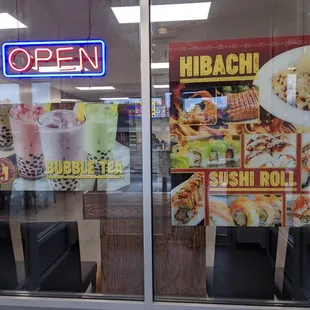 OPEN
HIBACHI
BUBBLE TEA
SUSHI ROLL